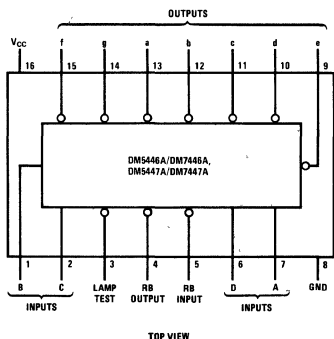 OUTPUTS
VCC f g a b c d e
16 15 14 13 12 11 10 9
DM5446A/DM7446A,
DM5447A/DM7447A
1 2 3 4 5 6 7 8
B C LAMP TEST RB OUTPUT RB INPUT D A GND
INPUTS INPUTS
TOP VIEW